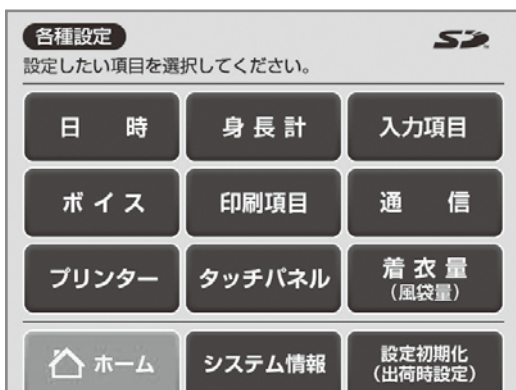 各種設定
SD
設定したい項目を選択してください。
日 時
身長計
入力項目
ボイス
印刷項目
通 信
プリンター
タッチパネル
着衣量
(風袋量)
ホーム
システム情報
設定初期化
(出荷時設定)